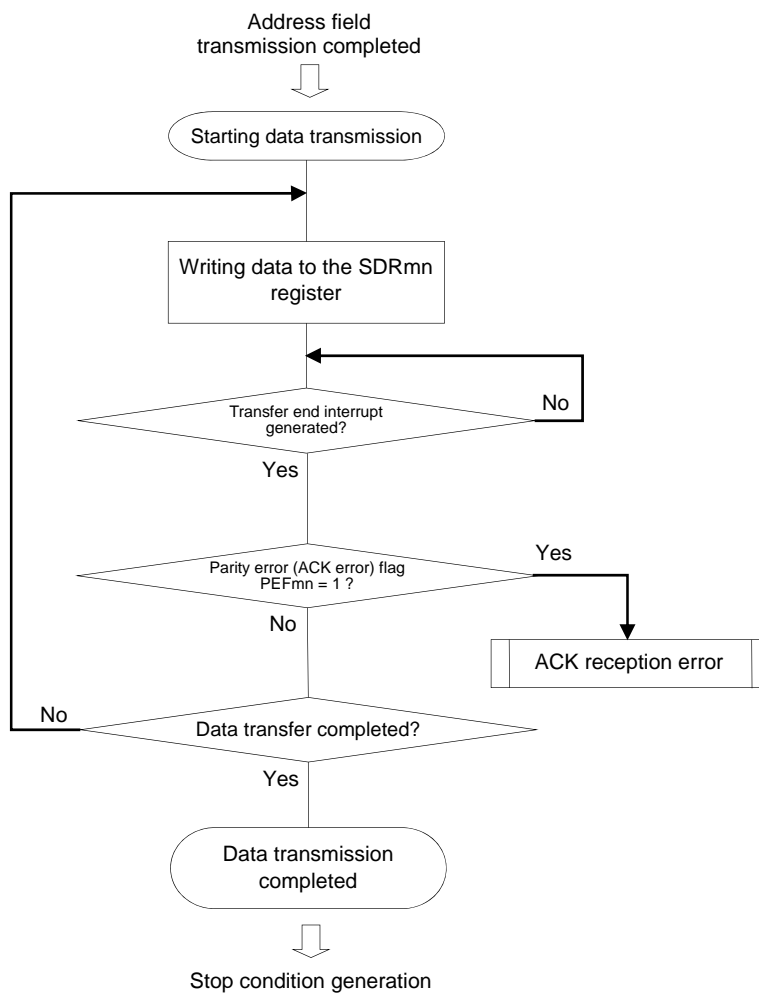 Address field
transmission completed
Starting data transmission
Writing data to the SDRmn
register
Transfer end interrupt
generated?
No
Yes
Parity error (ACK error) flag
PEFmn = 1 ?
Yes
No
ACK reception error
No
Data transfer completed?
Yes
Data transmission
completed
Stop condition generation